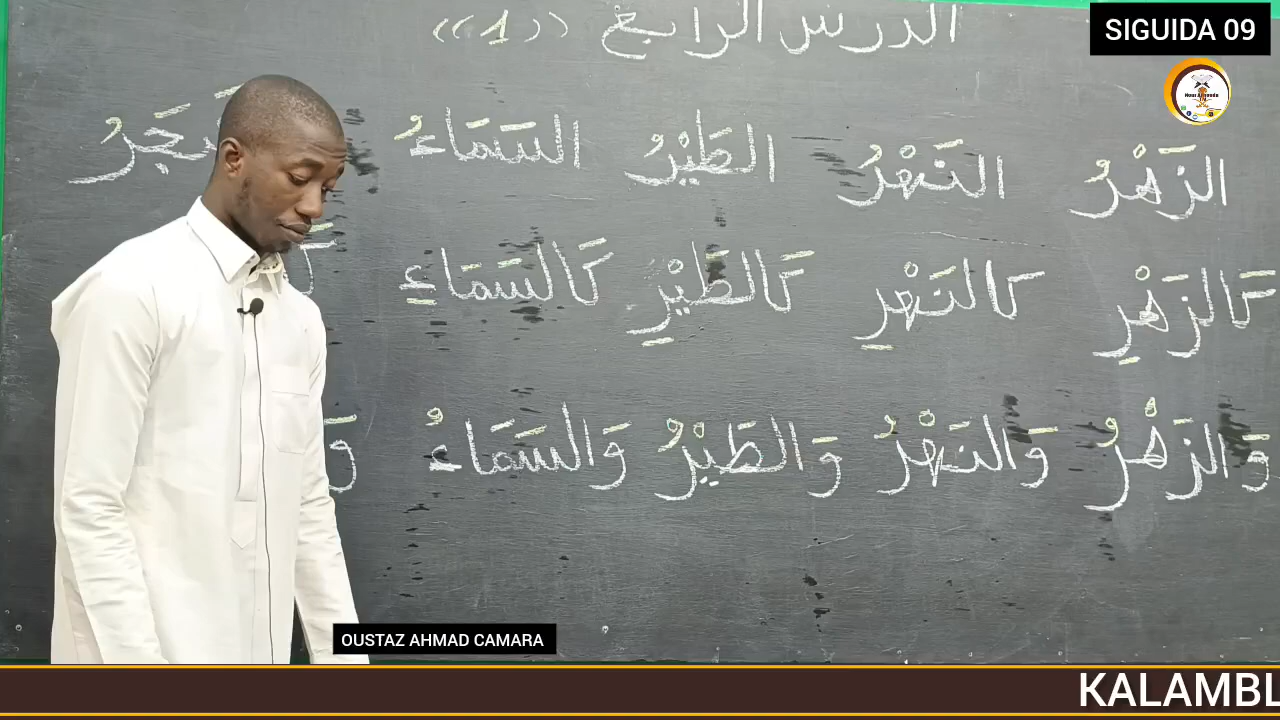 SIGUIDA 09
الدرس الرابع ((1))
الزَّهْرُ النَّهْرُ الطَّيْرُ السَّمَاءُ
كَالزَّهْرِ كَالنَّهْرِ كَالطَّيْرِ كَالسَّمَاءِ
وَالزَّهْرُ وَالنَّهْرُ وَالطَّيْرُ وَالسَّمَاءُ وَ
OUSTAZ AHMAD CAMARA
KALAMBL